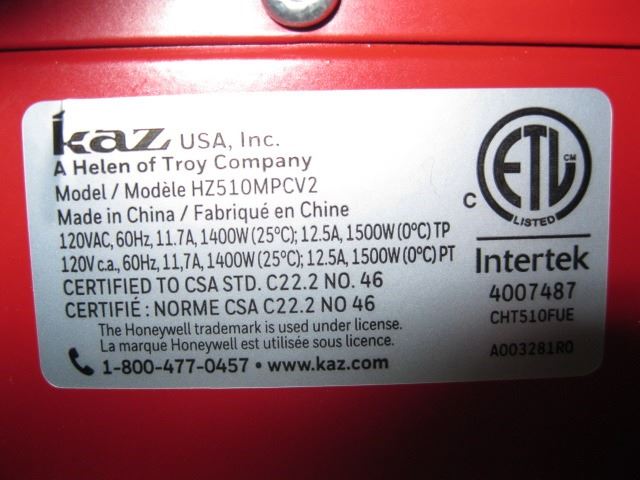 kaz USA, Inc.
A Helen of Troy Company
Model / Modèle HZ510MPCV2
Made in China / Fabriqué en Chine
120VAC, 60Hz, 11.7A, 1400W (25°C); 12.5A, 1500W (0°C) TP
120V c.a., 60Hz, 11,7A, 1400W (25°C); 12.5A, 1500W (0°C) PT
CERTIFIED TO CSA STD. C22.2 NO. 46
CERTIFIÉ : NORME CSA C22.2 NO 46
The Honeywell trademark is used under license.
La marque Honeywell est utilisée sous licence.
1-800-477-0457 • www.kaz.com
C ETL CM
LISTED
Intertek
4007487
CHT510FUE
A003281R0